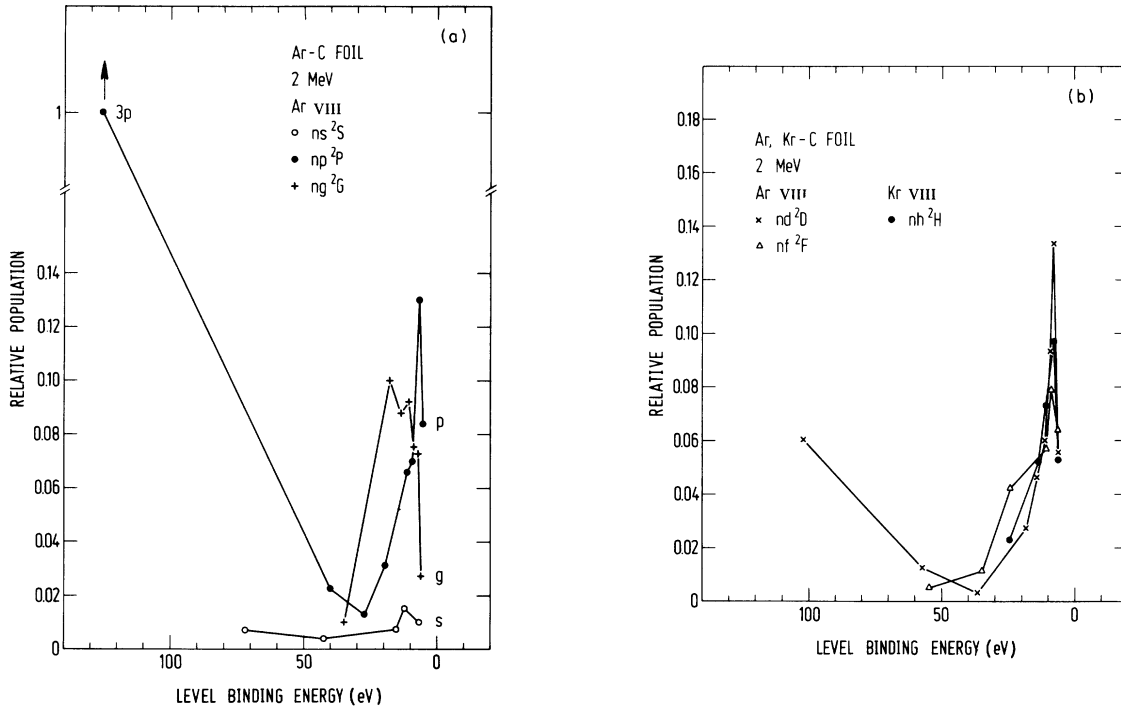 (a)
Ar-C FOIL
2 MeV
Ar VIII
ns ²S
np ²P
ng ²G
3p
1
0.14
0.12
0.10
0.08
0.06
0.04
0.02
0
p
g
s
100
50
0
RELATIVE POPULATION
LEVEL BINDING ENERGY (eV)
(b)
Ar, Kr-C FOIL
2 MeV
Ar VIII Kr VIII
nd ²D nh ²H
nf ²F
0.18
0.16
0.14
0.12
0.10
0.08
0.06
0.04
0.02
0
100
50
0
RELATIVE POPULATION
LEVEL BINDING ENERGY (eV)